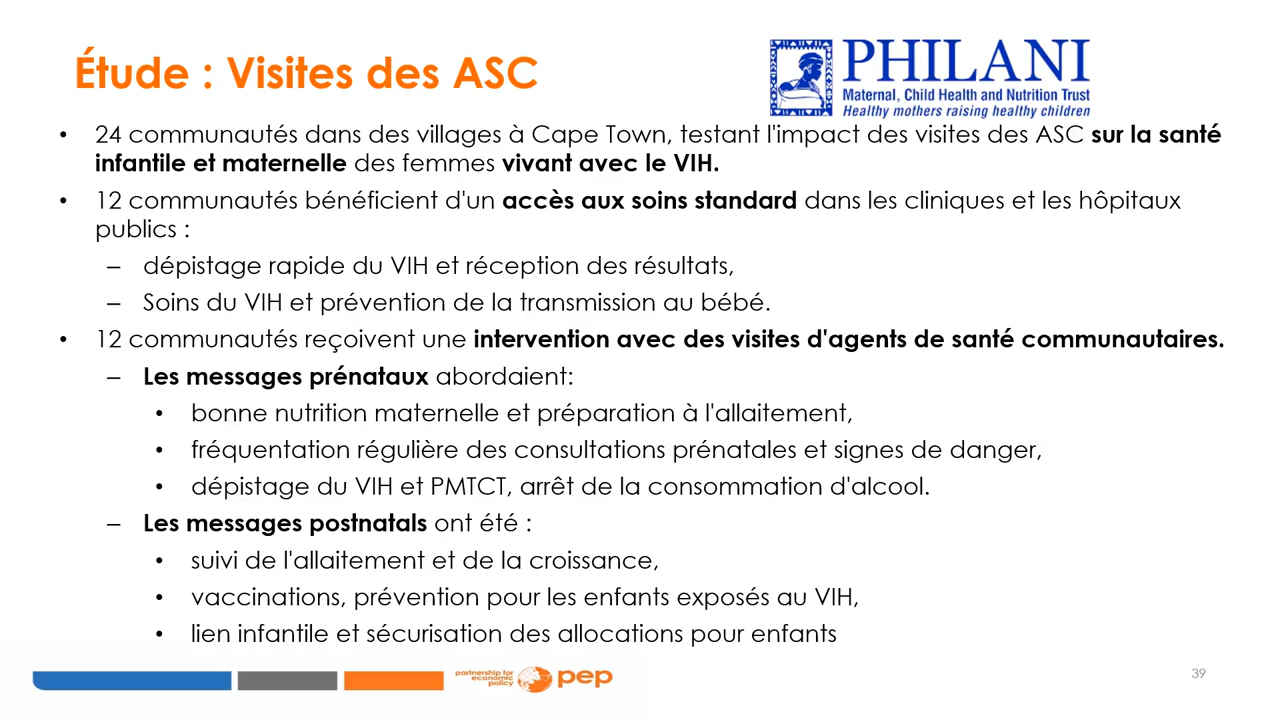 Étude : Visites des ASC
PHILANI
Maternal, Child Health and Nutrition Trust
Healthy mothers raising healthy children
• 24 communautés dans des villages à Cape Town, testant l'impact des visites des ASC sur la santé
infantile et maternelle des femmes vivant avec le VIH.
• 12 communautés bénéficient d'un accès aux soins standard dans les cliniques et les hôpitaux
publics :
– dépistage rapide du VIH et réception des résultats,
– Soins du VIH et prévention de la transmission au bébé.
• 12 communautés reçoivent une intervention avec des visites d'agents de santé communautaires.
– Les messages prénataux abordaient:
• bonne nutrition maternelle et préparation à l'allaitement,
• fréquentation régulière des consultations prénatales et signes de danger,
• dépistage du VIH et PMTCT, arrêt de la consommation d'alcool.
– Les messages postnatals ont été :
• suivi de l'allaitement et de la croissance,
• vaccinations, prévention pour les enfants exposés au VIH,
• lien infantile et sécurisation des allocations pour enfants
partnership for
economic
policy
pep
39